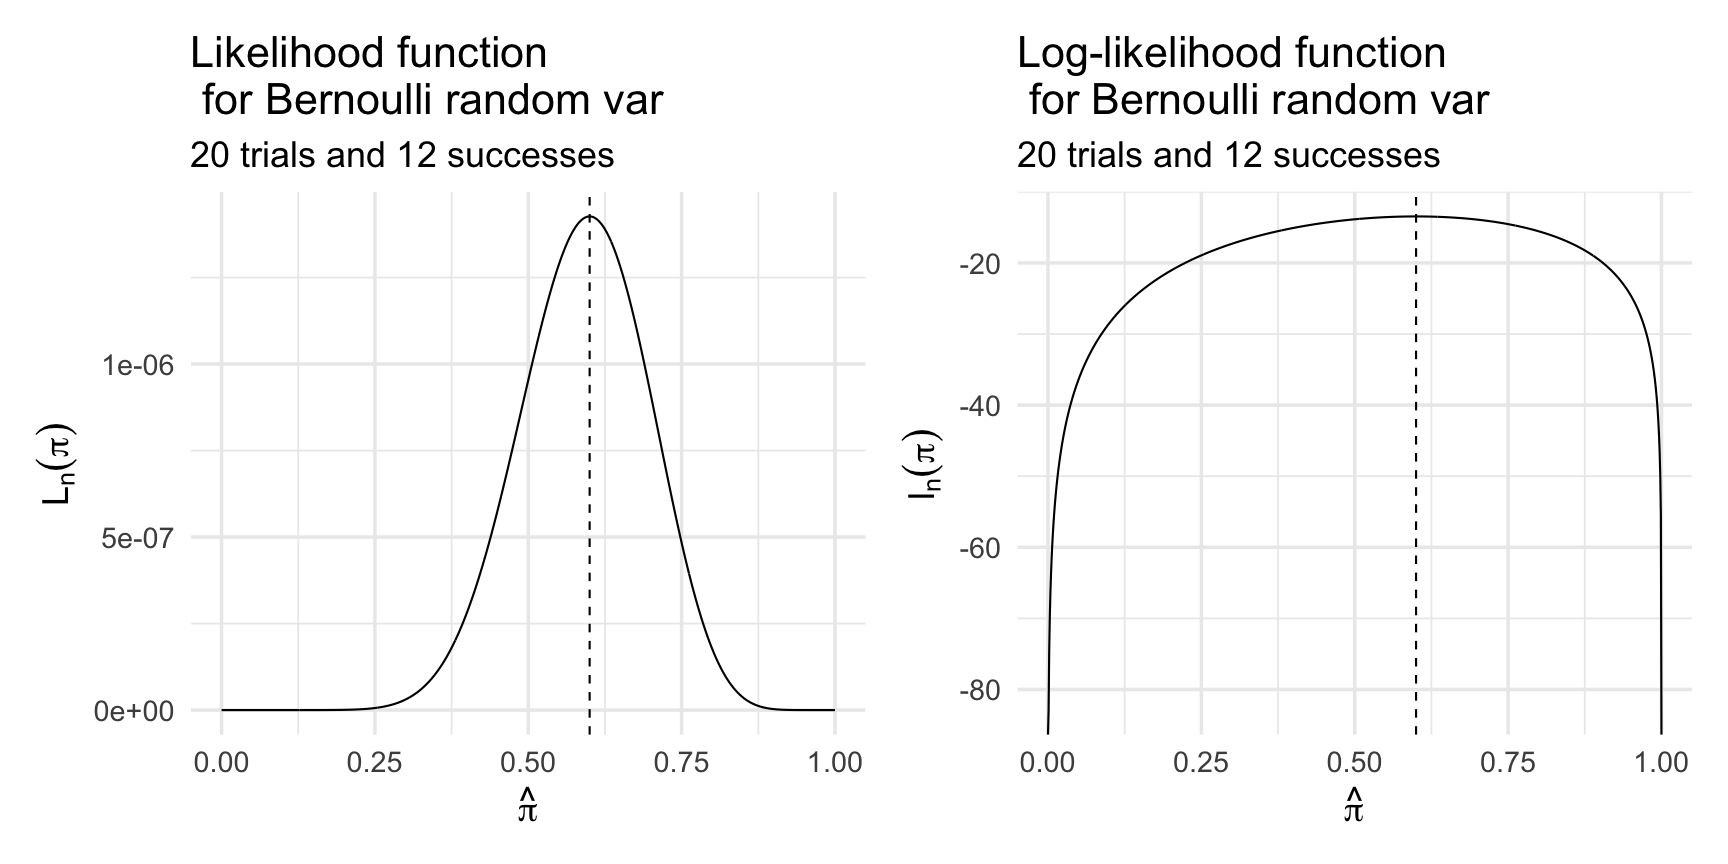 Likelihood function
for Bernoulli random var
20 trials and 12 successes
1e-06
5e-07
0e+00
Lₙ(π)
0.00 0.25 0.50 0.75 1.00
π̂
Log-likelihood function
for Bernoulli random var
20 trials and 12 successes
-20
-40
-60
-80
lₙ(π)
0.00 0.25 0.50 0.75 1.00
π̂